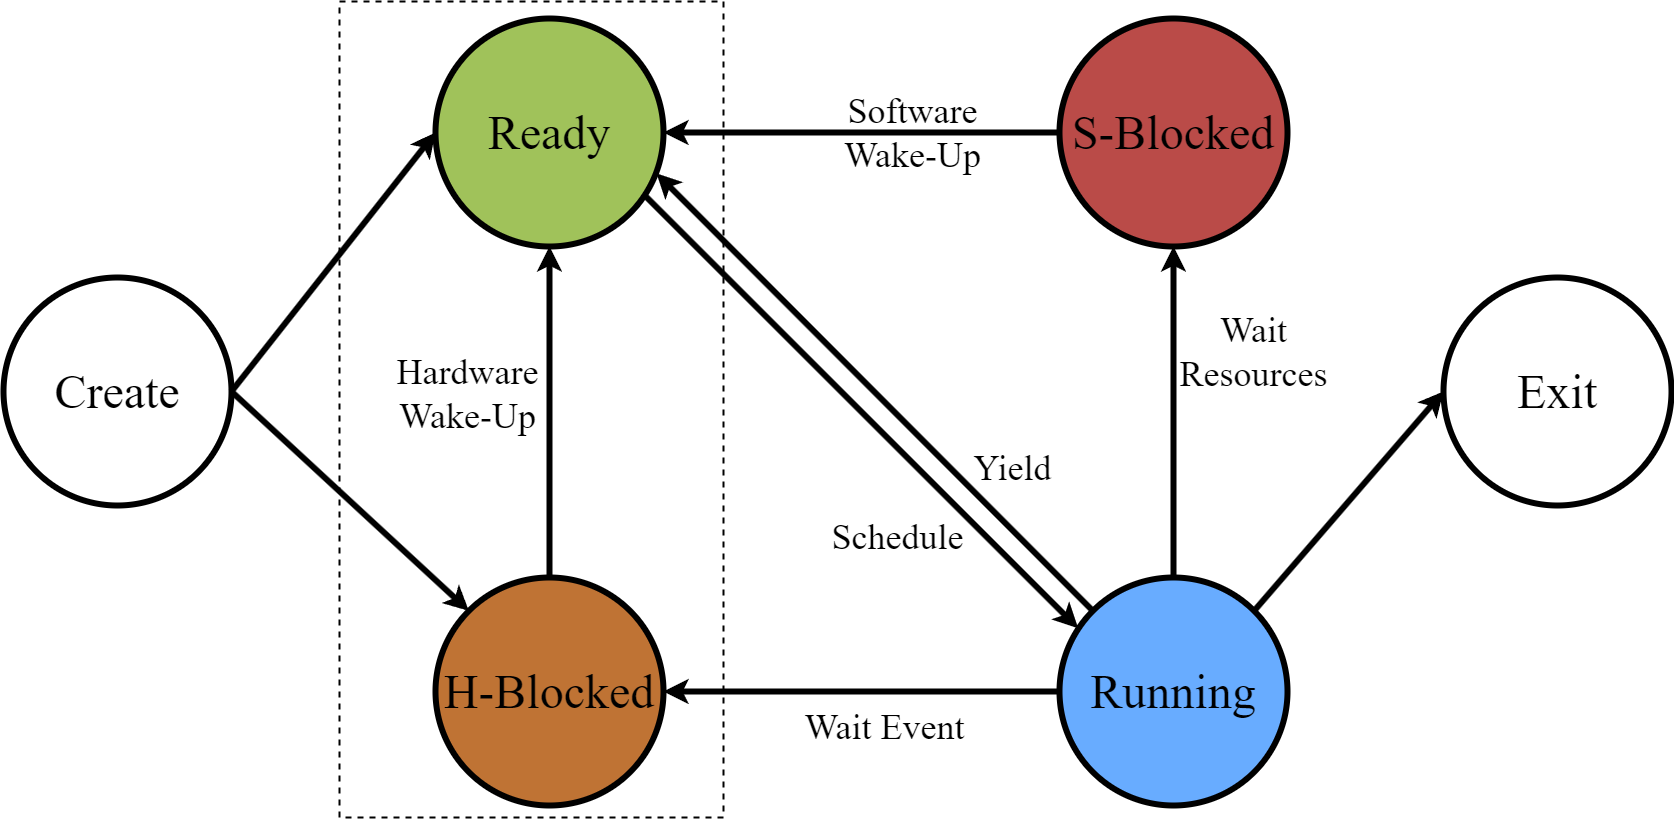 Ready
Software
Wake-Up
S-Blocked
Create
Hardware
Wake-Up
Wait
Resources
Exit
Yield
Schedule
H-Blocked
Wait Event
Running